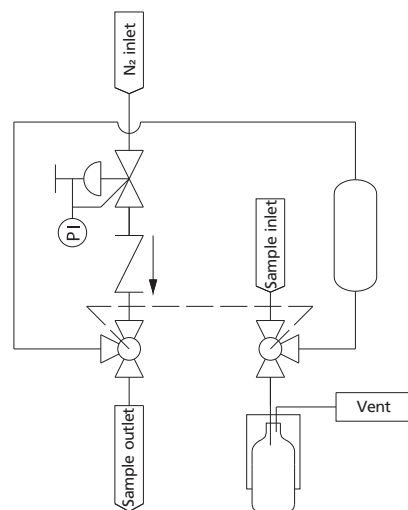 N₂ inlet
PI
Sample inlet
Vent
Sample outlet